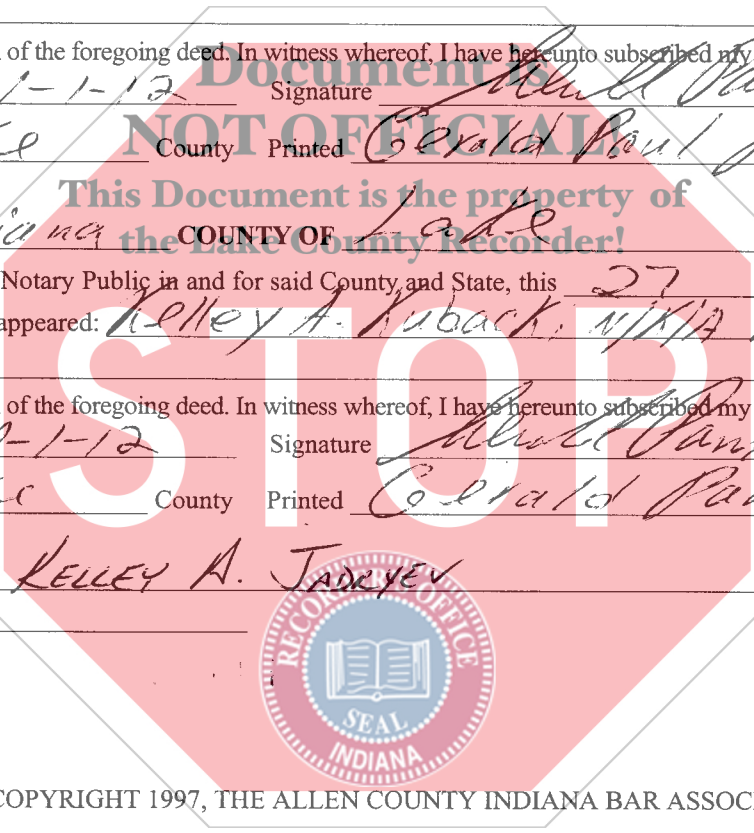 of the foregoing deed. In witness whereof, I have hereunto subscribed my
Document is
1-1-12 Signature
NOT OFFICIAL!
County Printed Gerald Paul
This Document is the property of
iana COUNTY OF Lake
the Lake County Recorder!
Notary Public in and for said County and State, this 27
appeared: Kelley A. Kuback, N/K/A
STOP
of the foregoing deed. In witness whereof, I have hereunto subscribed my
-1-12 Signature
County Printed Gerald Pau
KELLEY A. JADRYEV
RECORDER'S OFFICE
SEAL
INDIANA
COPYRIGHT 1997, THE ALLEN COUNTY INDIANA BAR ASSOC